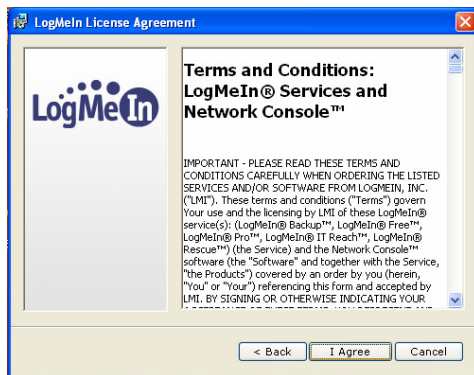 LogMeIn License Agreement
LogMeIn
Terms and Conditions:
LogMeIn® Services and
Network Console™
IMPORTANT - PLEASE READ THESE TERMS AND
CONDITIONS CAREFULLY WHEN ORDERING THE LISTED
SERVICES AND/OR SOFTWARE FROM LOGMEIN, INC.
("LMI"). These terms and conditions ("Terms") govern
Your use and the licensing by LMI of these LogMeIn®
service(s): (LogMeIn® Backup™, LogMeIn® Free™,
LogMeIn® Pro™, LogMeIn® IT Reach™, LogMeIn®
Rescue™) (the Service) and the Network Console™
software (the "Software" and together with the Service,
"the Products") covered by an order by you (herein,
"You" or "Your") referencing this form and accepted by
LMI. BY SIGNING OR OTHERWISE INDICATING YOUR
< Back
I Agree
Cancel